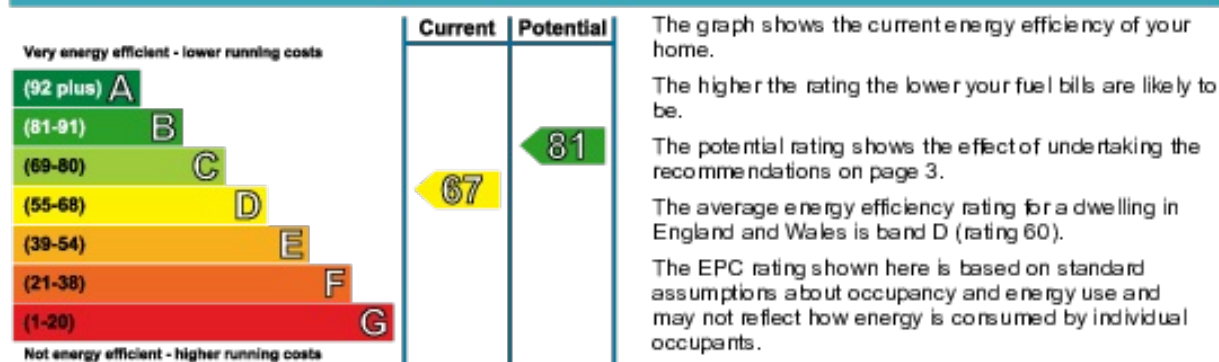 Current Potential
Very energy efficient - lower running costs
(92 plus) A
(81-91) B
(69-80) C
(55-68) D
(39-54) E
(21-38) F
(1-20) G
Not energy efficient - higher running costs
67
81
The graph shows the current energy efficiency of your
home.
The higher the rating the lower your fuel bills are likely to
be.
The potential rating shows the effect of undertaking the
recommendations on page 3.
The average energy efficiency rating for a dwelling in
England and Wales is band D (rating 60).
The EPC rating shown here is based on standard
assumptions about occupancy and energy use and
may not reflect how energy is consumed by individual
occupants.